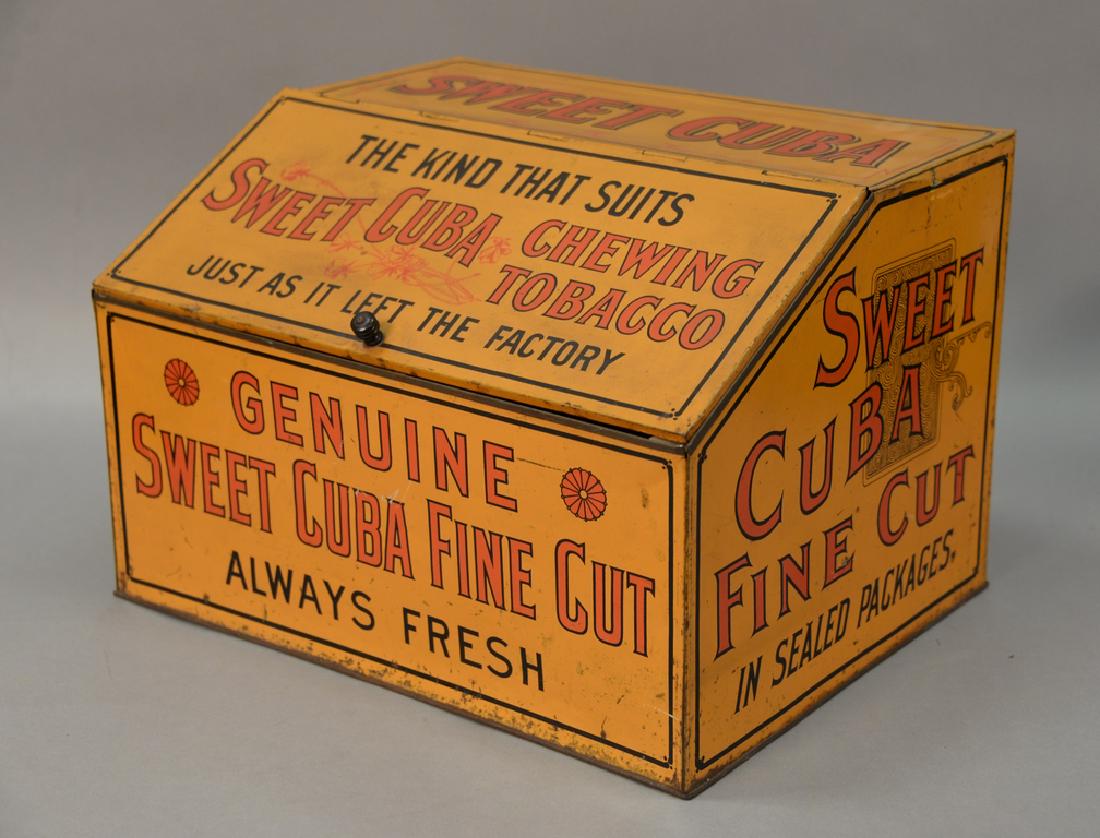 SWEET CUBA
THE KIND THAT SUITS
SWEET CUBA CHEWING
TOBACCO
JUST AS IT LEFT THE FACTORY
GENUINE
SWEET CUBA FINE CUT
ALWAYS FRESH
SWEET
CUBA
FINE CUT
IN SEALED PACKAGES.